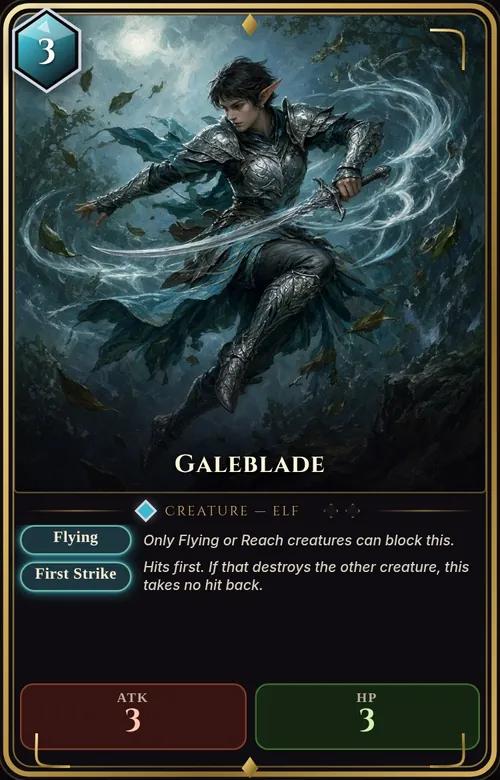 3
GALEBLADE
CREATURE — ELF
Flying
Only Flying or Reach creatures can block this.
First Strike
Hits first. If that destroys the other creature, this
takes no hit back.
ATK
3
HP
3